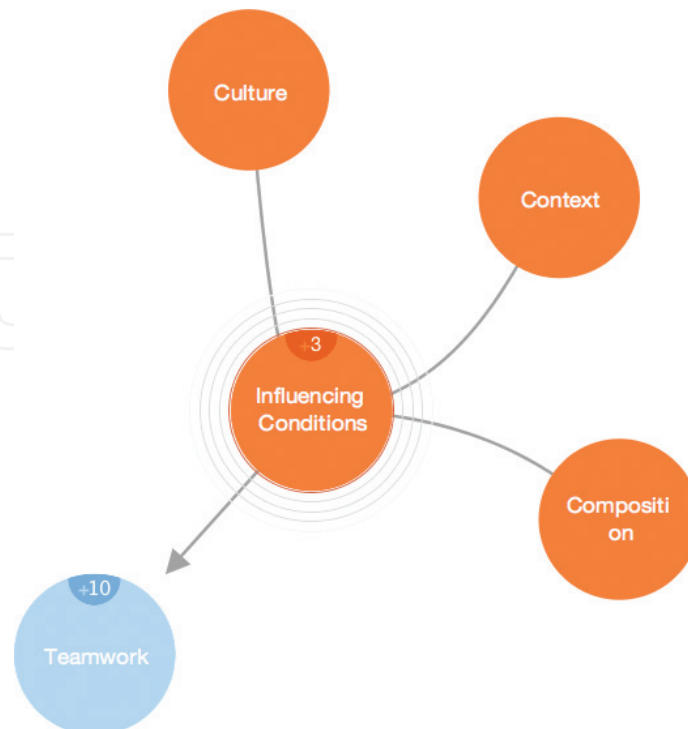 Culture
Context
+3
Influencing
Conditions
Compositi
on
+10
Teamwork